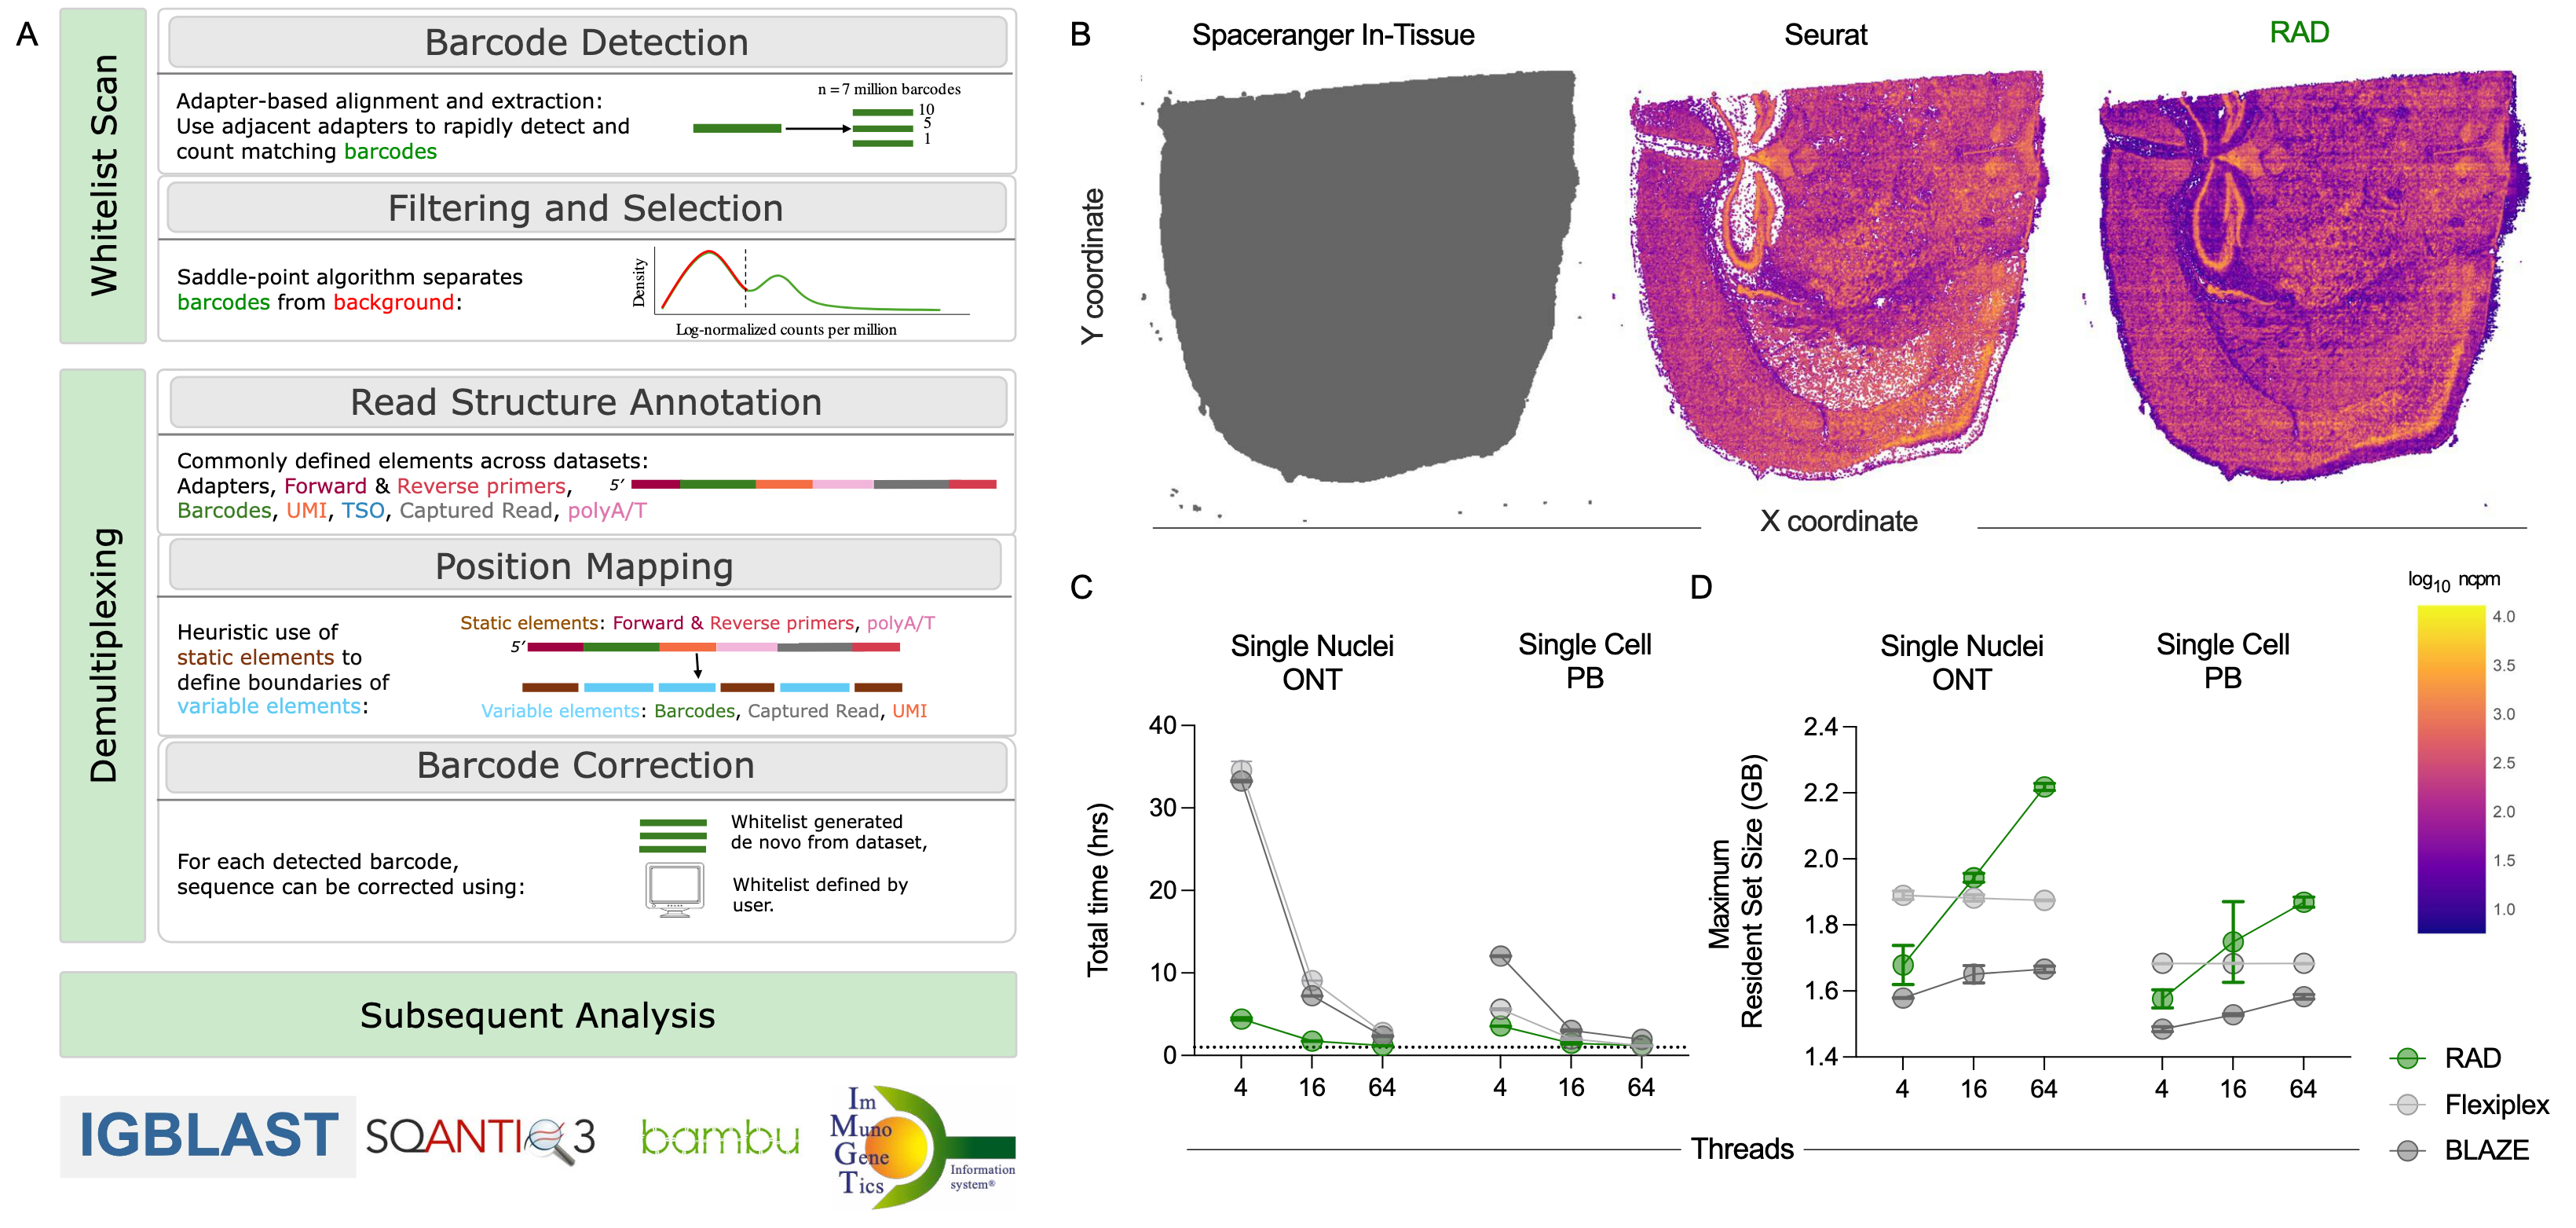 A
Whitelist Scan
Barcode Detection
Adapter-based alignment and extraction:
Use adjacent adapters to rapidly detect and
count matching barcodes
n = 7 million barcodes
10
5
1
Filtering and Selection
Saddle-point algorithm separates
barcodes from background:
Density
Log-normalized counts per million
Demultiplexing
Read Structure Annotation
Commonly defined elements across datasets:
Adapters, Forward & Reverse primers,
Barcodes, UMI, TSO, Captured Read, polyA/T
5′
Position Mapping
Heuristic use of
static elements to
define boundaries of
variable elements:
Static elements: Forward & Reverse primers, polyA/T
5′
Variable elements: Barcodes, Captured Read, UMI
Barcode Correction
For each detected barcode,
sequence can be corrected using:
Whitelist generated
de novo from dataset,
Whitelist defined by
user.
Subsequent Analysis
IGBLAST
SQANTI 3
bambu
Im
Muno
Gene
Tics
Information
system®
B
Spaceranger In-Tissue
Seurat
RAD
Y coordinate
X coordinate
C
Single Nuclei
ONT
Single Cell
PB
Total time (hrs)
40
30
20
10
0
4 16 64
4 16 64
D
Single Nuclei
ONT
Single Cell
PB
Maximum
Resident Set Size (GB)
2.4
2.2
2.0
1.8
1.6
1.4
4 16 64
4 16 64
Threads
log10 ncpm
4.0
3.5
3.0
2.5
2.0
1.5
1.0
RAD
Flexiplex
BLAZE